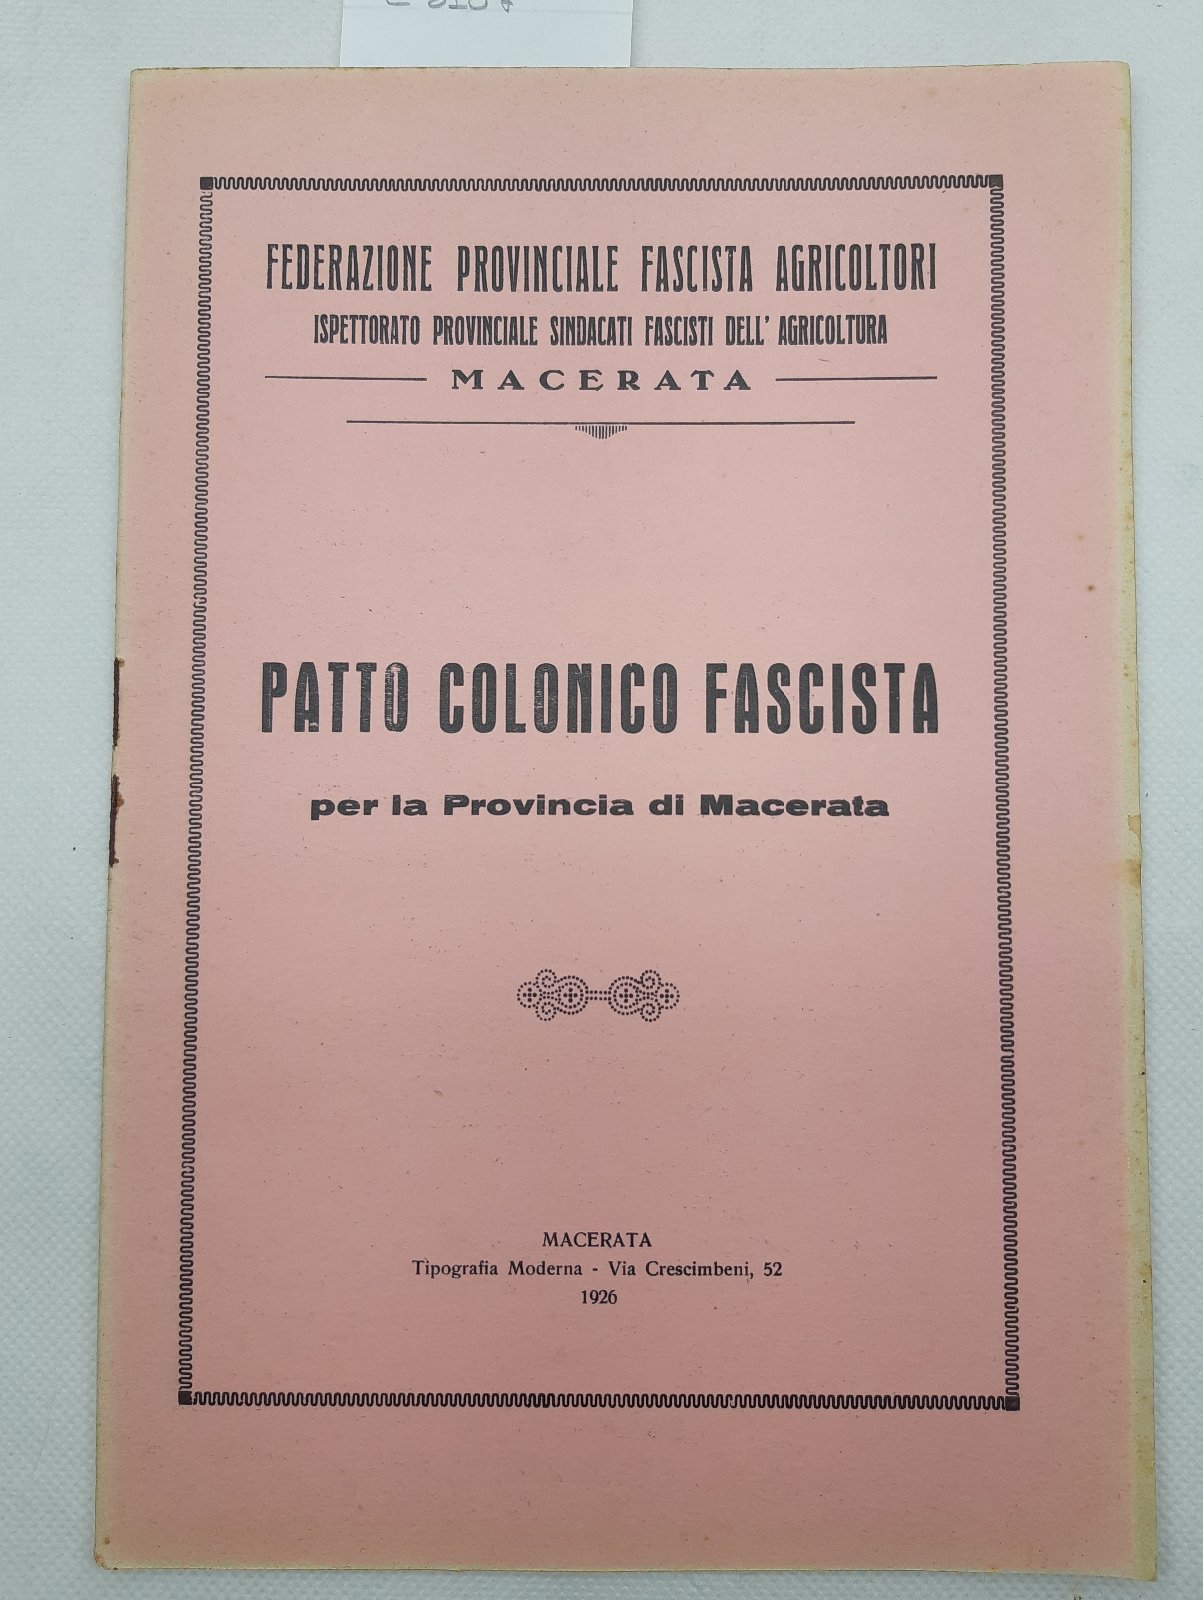 FEDERAZIONE PROVINCIALE FASCISTA AGRICOLTORI
ISPETTORATO PROVINCIALE SINDACATI FASCISTI DELL' AGRICOLTURA
MACERATA
PATTO COLONICO FASCISTA
per la Provincia di Macerata
MACERATA
Tipografia Moderna - Via Crescimbeni, 52
1926